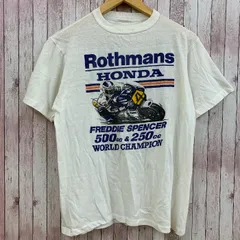 Rothmans
HONDA
FREDDIE SPENCER
500cc & 250cc
WORLD CHAMPION